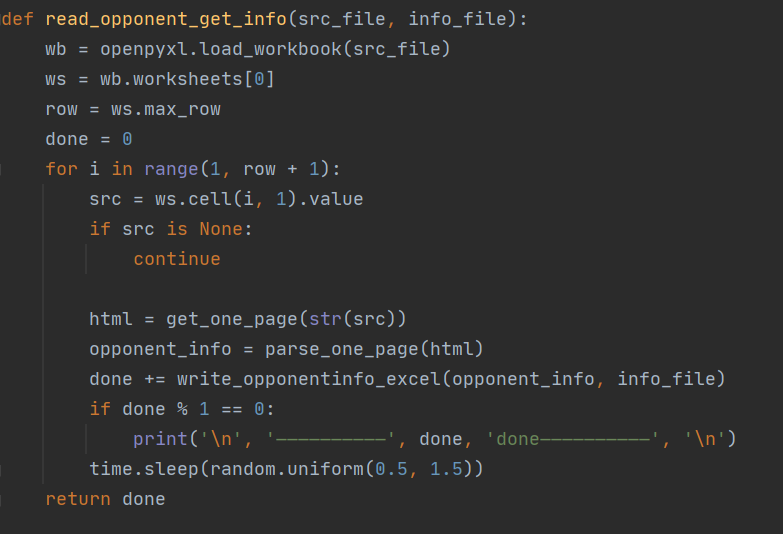 def read_opponent_get_info(src_file, info_file):
    wb = openpyxl.load_workbook(src_file)
    ws = wb.worksheets[0]
    row = ws.max_row
    done = 0
    for i in range(1, row + 1):
        src = ws.cell(i, 1).value
        if src is None:
            continue
        html = get_one_page(str(src))
        opponent_info = parse_one_page(html)
        done += write_opponentinfo_excel(opponent_info, info_file)
        if done % 1 == 0:
            print('\n', '——————————', done, 'done——————————', '\n')
        time.sleep(random.uniform(0.5, 1.5))
    return done